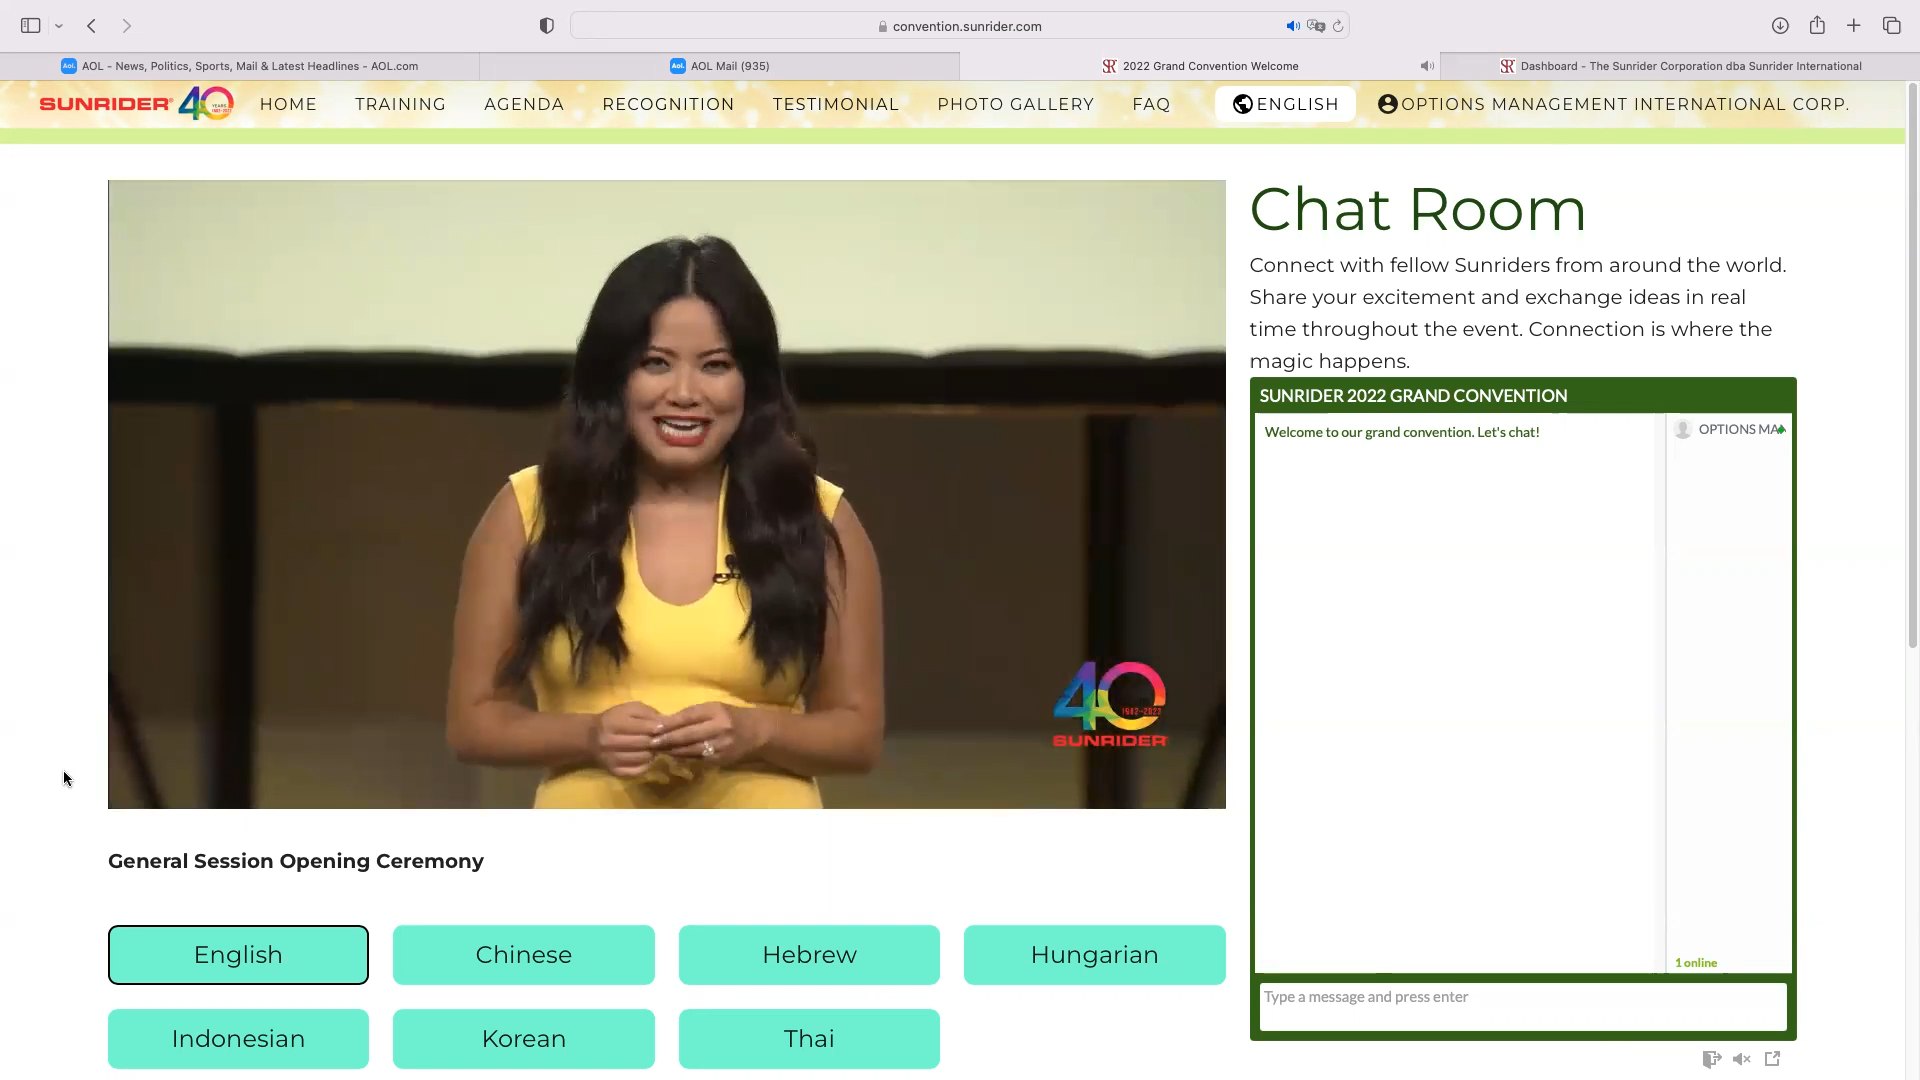 convention.sunrider.com
AOL - News, Politics, Sports, Mail & Latest Headlines - AOL.com
AOL Mail (935)
2022 Grand Convention Welcome
Dashboard - The Sunrider Corporation dba Sunrider International
SUNRIDER 40 YEARS
HOME
TRAINING
AGENDA
RECOGNITION
TESTIMONIAL
PHOTO GALLERY
FAQ
ENGLISH
OPTIONS MANAGEMENT INTERNATIONAL CORP.
Chat Room
Connect with fellow Sunriders from around the world.
Share your excitement and exchange ideas in real
time throughout the event. Connection is where the
magic happens.
SUNRIDER 2022 GRAND CONVENTION
Welcome to our grand convention. Let's chat!
OPTIONS MA
1 online
Type a message and press enter
40
1982-2022
SUNRIDER
General Session Opening Ceremony
English
Chinese
Hebrew
Hungarian
Indonesian
Korean
Thai